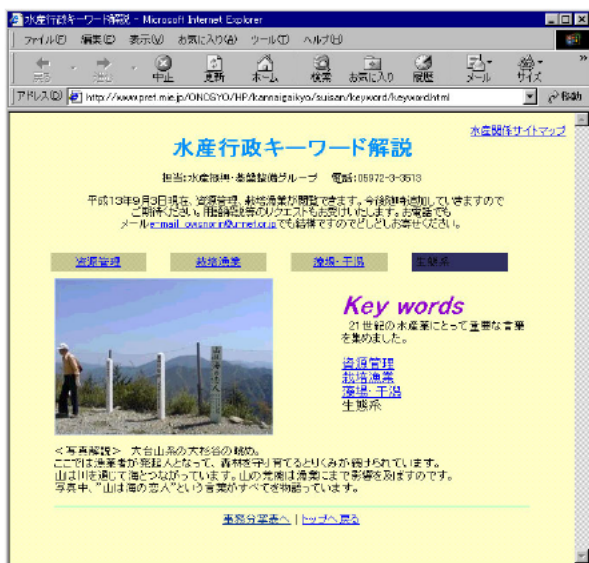 水産行政キーワード解説 - Microsoft Internet Explorer
ファイル(F) 編集(E) 表示(V) お気に入り(A) ツール(T) ヘルプ(H)
戻る 進む 中止 更新 ホーム 検索 お気に入り 履歴 メール サイズ
アドレス(D) 移動
水産関係サイトマップ
水産行政キーワード解説
担当:水産振興・基盤整備グループ 電話:05972-3-3513
平成13年9月3日現在、資源管理、栽培漁業が閲覧できます。今後随時追加していきますので
ご期待ください。用語解説等のリクエストもお受けいたします。お電話でも
メールでも結構ですのでどしどしお寄せください。
資源管理 栽培漁業 藻場・干潟 生態系
Key words
21世紀の水産業にとって重要な言葉
を集めました。
資源管理
栽培漁業
藻場・干潟
生態系
山は海の恋人
<写真解説> 大台山系の大杉谷の眺め。
ここでは漁業者が発起人となって、森林を守り育てるとりくみが続けられています。
山は川を通じて海とつながっています。山の荒廃は漁業にまで影響を及ぼすのです。
写真中、"山は海の恋人"という言葉がすべてを物語っています。
事務分掌表へ | トップへ戻る